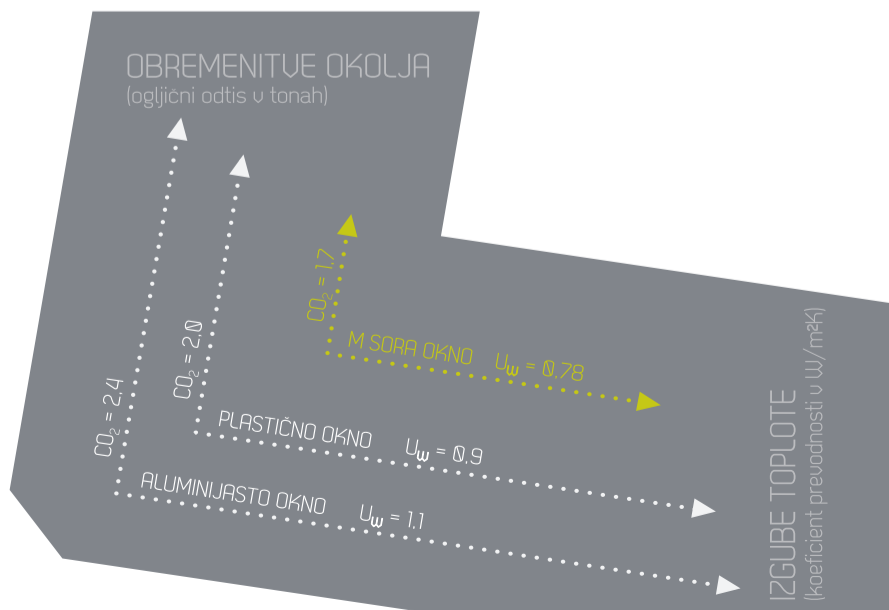 OBREMENITVE OKOLJA
(ogljični odtis v tonah)
CO₂ = 1,7
M SORA OKNO U𝐰 = 0,78
CO₂ = 2,0
PLASTIČNO OKNO U𝐰 = 0,9
CO₂ = 2,4
ALUMINIJASTO OKNO U𝐰 = 1,1
IZGUBE TOPLOTE
(koeficient prevodnosti v W/m²K)